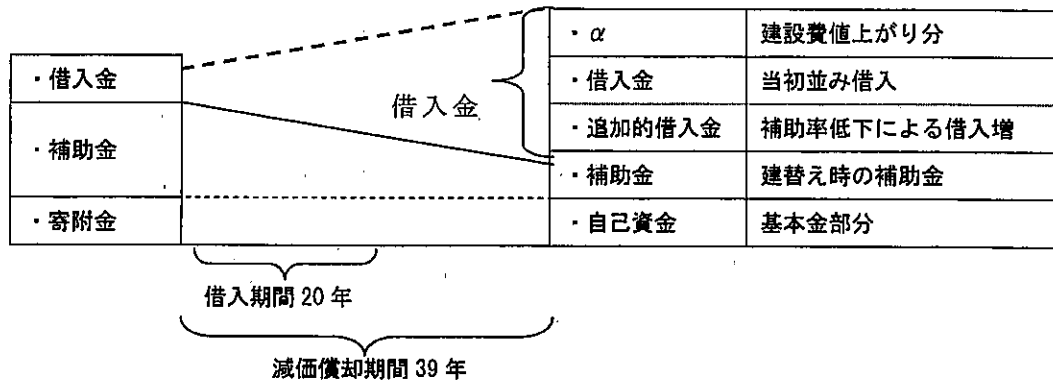 ・借入金
・補助金
・寄附金
借入金
・α 建設費値上がり分
・借入金 当初並み借入
・追加的借入金 補助率低下による借入増
・補助金 建替え時の補助金
・自己資金 基本金部分
借入期間 20 年
減価償却期間 39 年